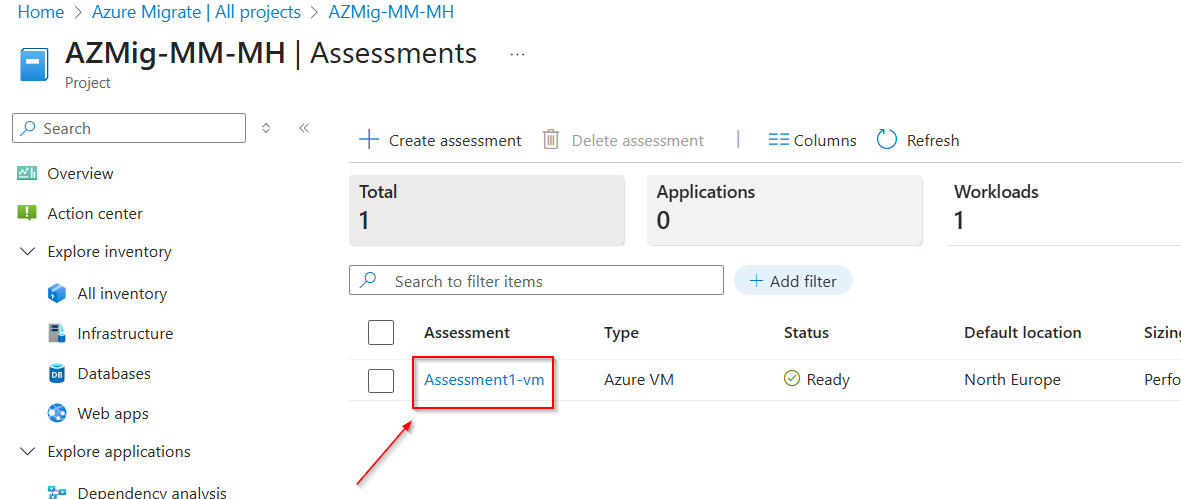 Home > Azure Migrate | All projects > AZMig-MM-MH
AZMig-MM-MH | Assessments ...
Project
Search
Create assessment Delete assessment | Columns Refresh
Overview
Action center
Explore inventory
All inventory
Infrastructure
Databases
Web apps
Explore applications
Dependency analysis
Total
1
Applications
0
Workloads
1
Search to filter items
Add filter
Assessment Type Status Default location Sizing
Assessment1-vm Azure VM Ready North Europe Perfo